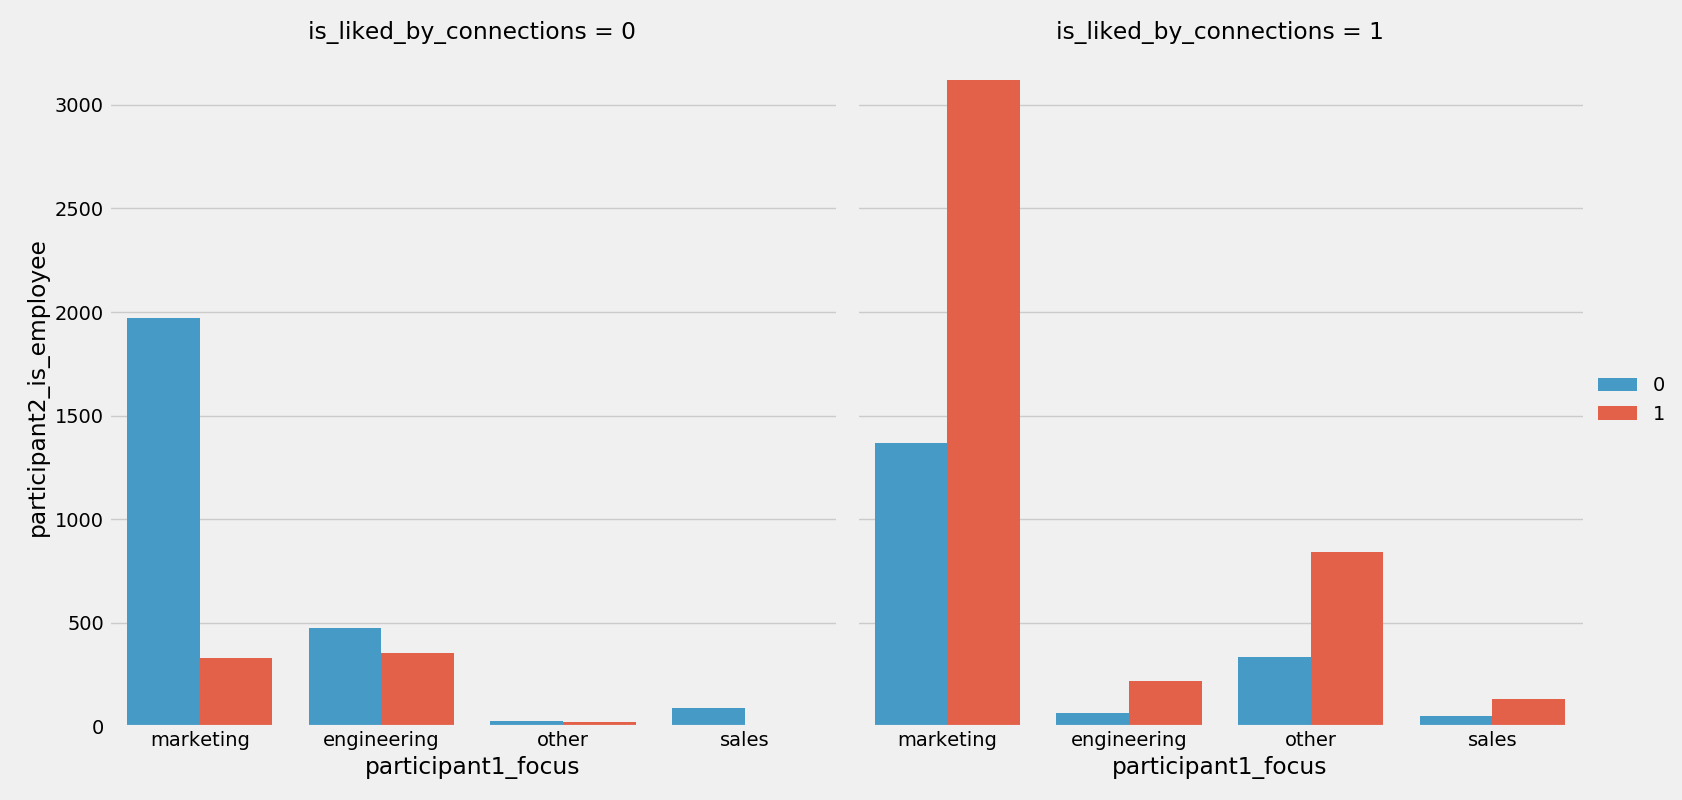 is_liked_by_connections = 0
is_liked_by_connections = 1
participant2_is_employee
3000
2500
2000
1500
1000
500
0
marketing
engineering
other
sales
participant1_focus
marketing
engineering
other
sales
participant1_focus
0
1